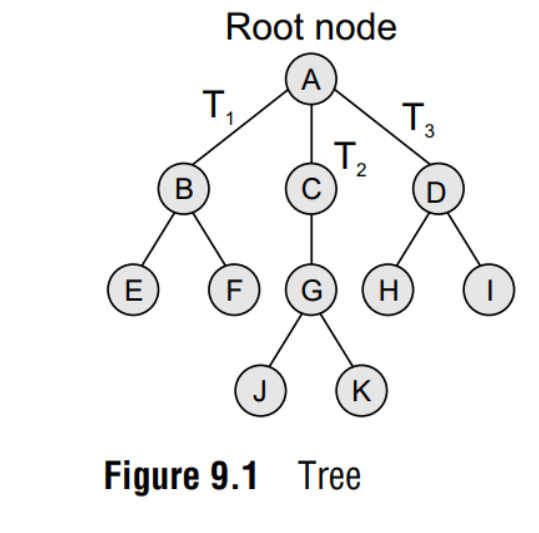 Root node
A
T₁
T₃
T₂
B C D
E F G H I
J K
Figure 9.1 Tree